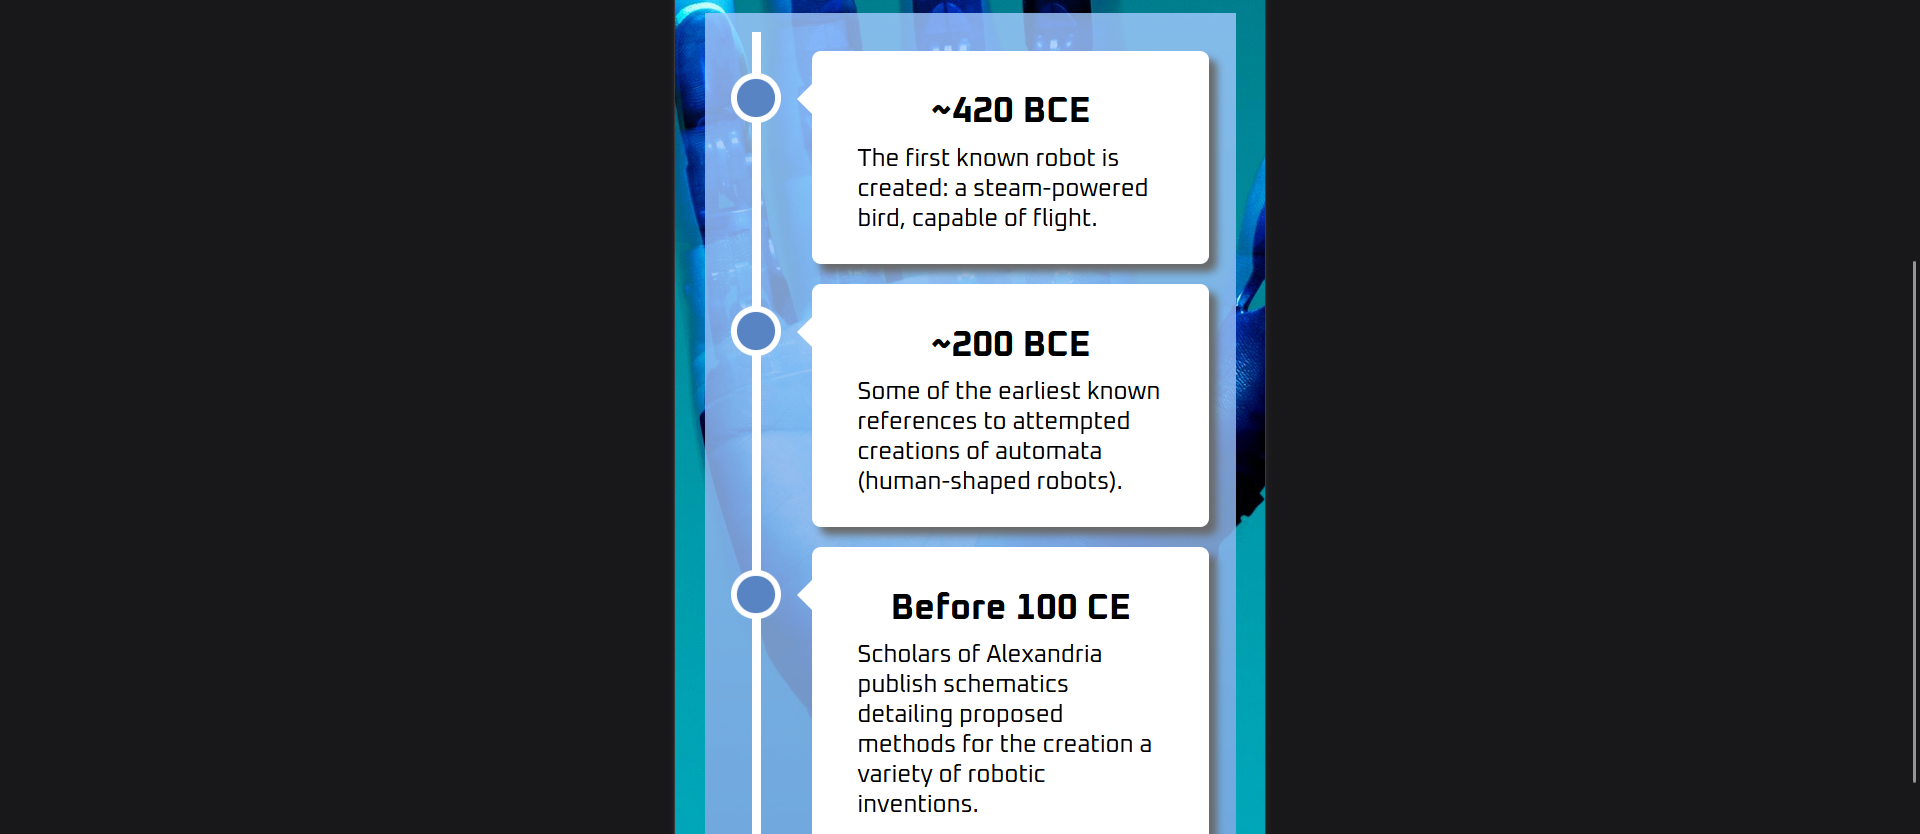 ~420 BCE
The first known robot is
created: a steam-powered
bird, capable of flight.
~200 BCE
Some of the earliest known
references to attempted
creations of automata
(human-shaped robots).
Before 100 CE
Scholars of Alexandria
publish schematics
detailing proposed
methods for the creation a
variety of robotic
inventions.